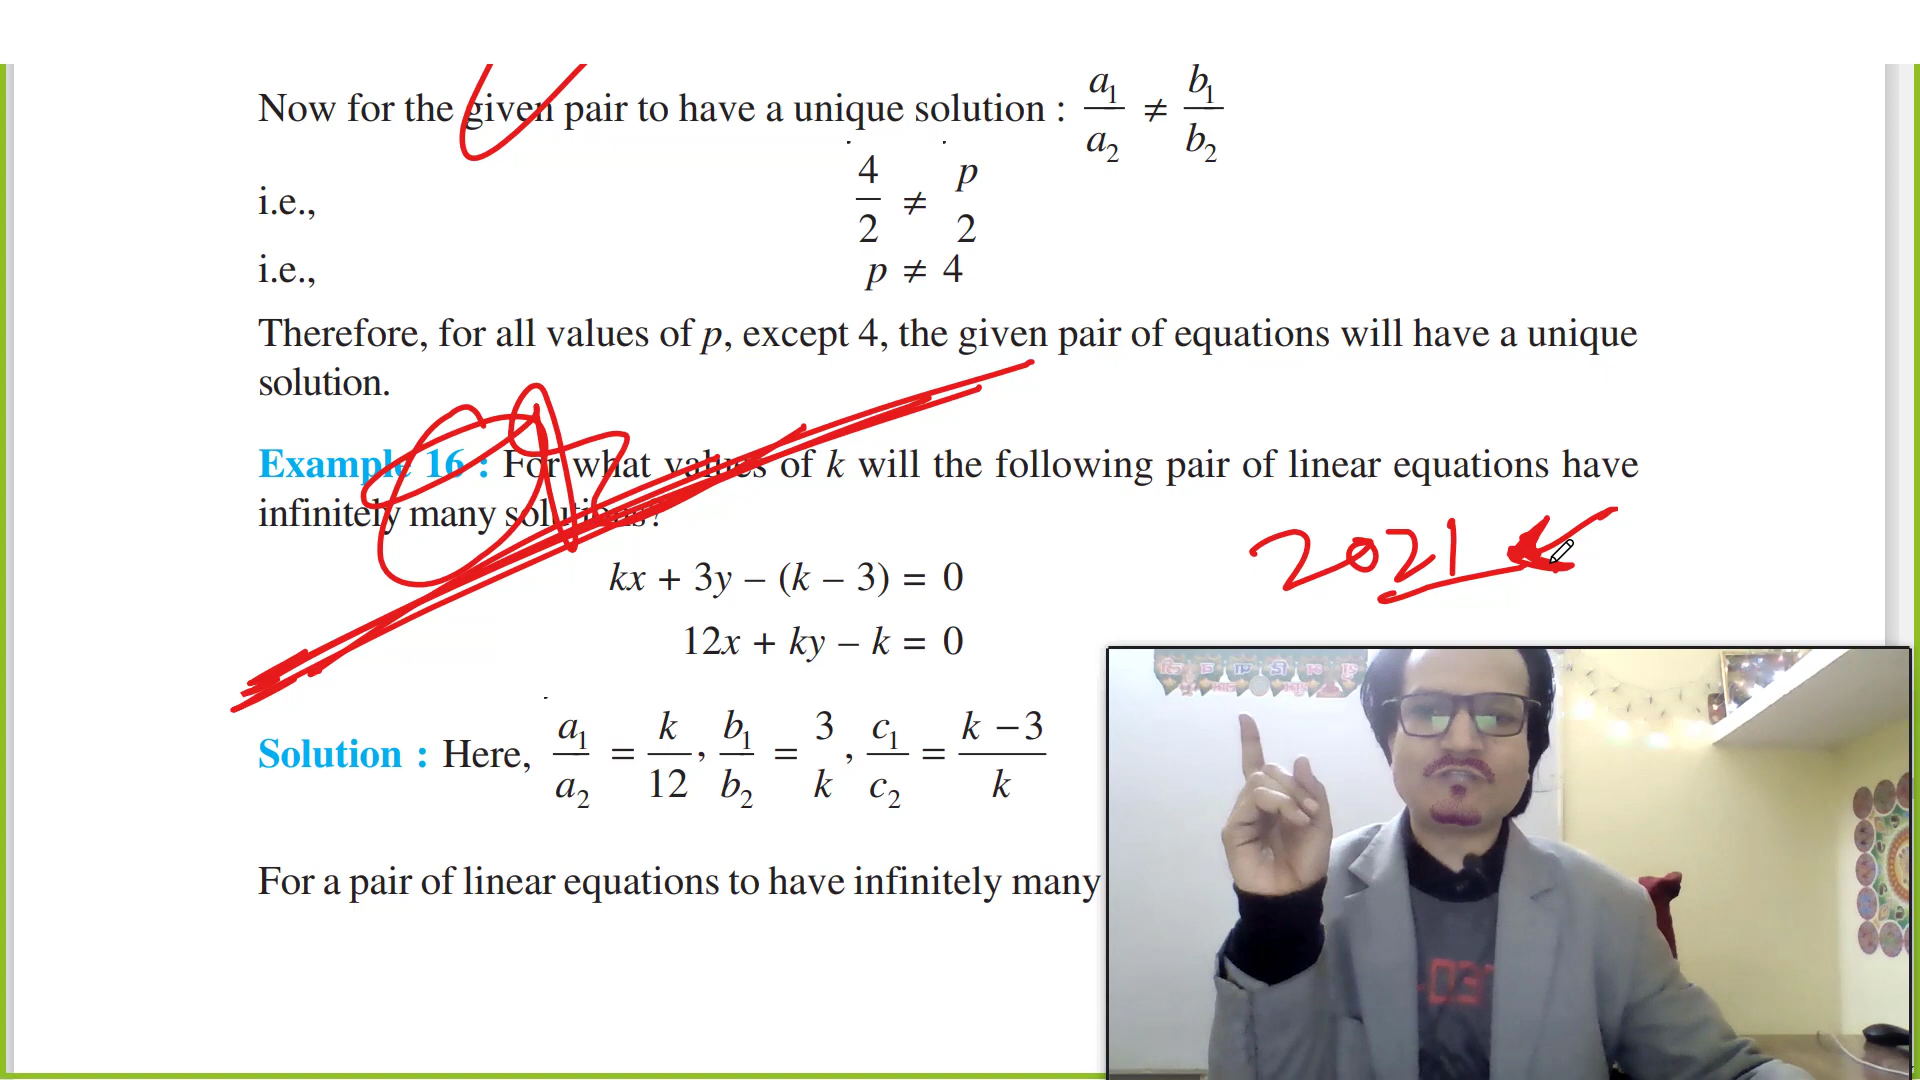 Now for the given pair to have a unique solution : a₁/a₂ ≠ b₁/b₂
i.e., 4/2 ≠ p/2
i.e., p ≠ 4
Therefore, for all values of p, except 4, the given pair of equations will have a unique
solution.
Example 16 : For what values of k will the following pair of linear equations have
infinitely many solutions?
2021
kx + 3y – (k – 3) = 0
12x + ky – k = 0
Solution : Here, a₁/a₂ = k/12 , b₁/b₂ = 3/k , c₁/c₂ = (k – 3)/k
For a pair of linear equations to have infinitely many